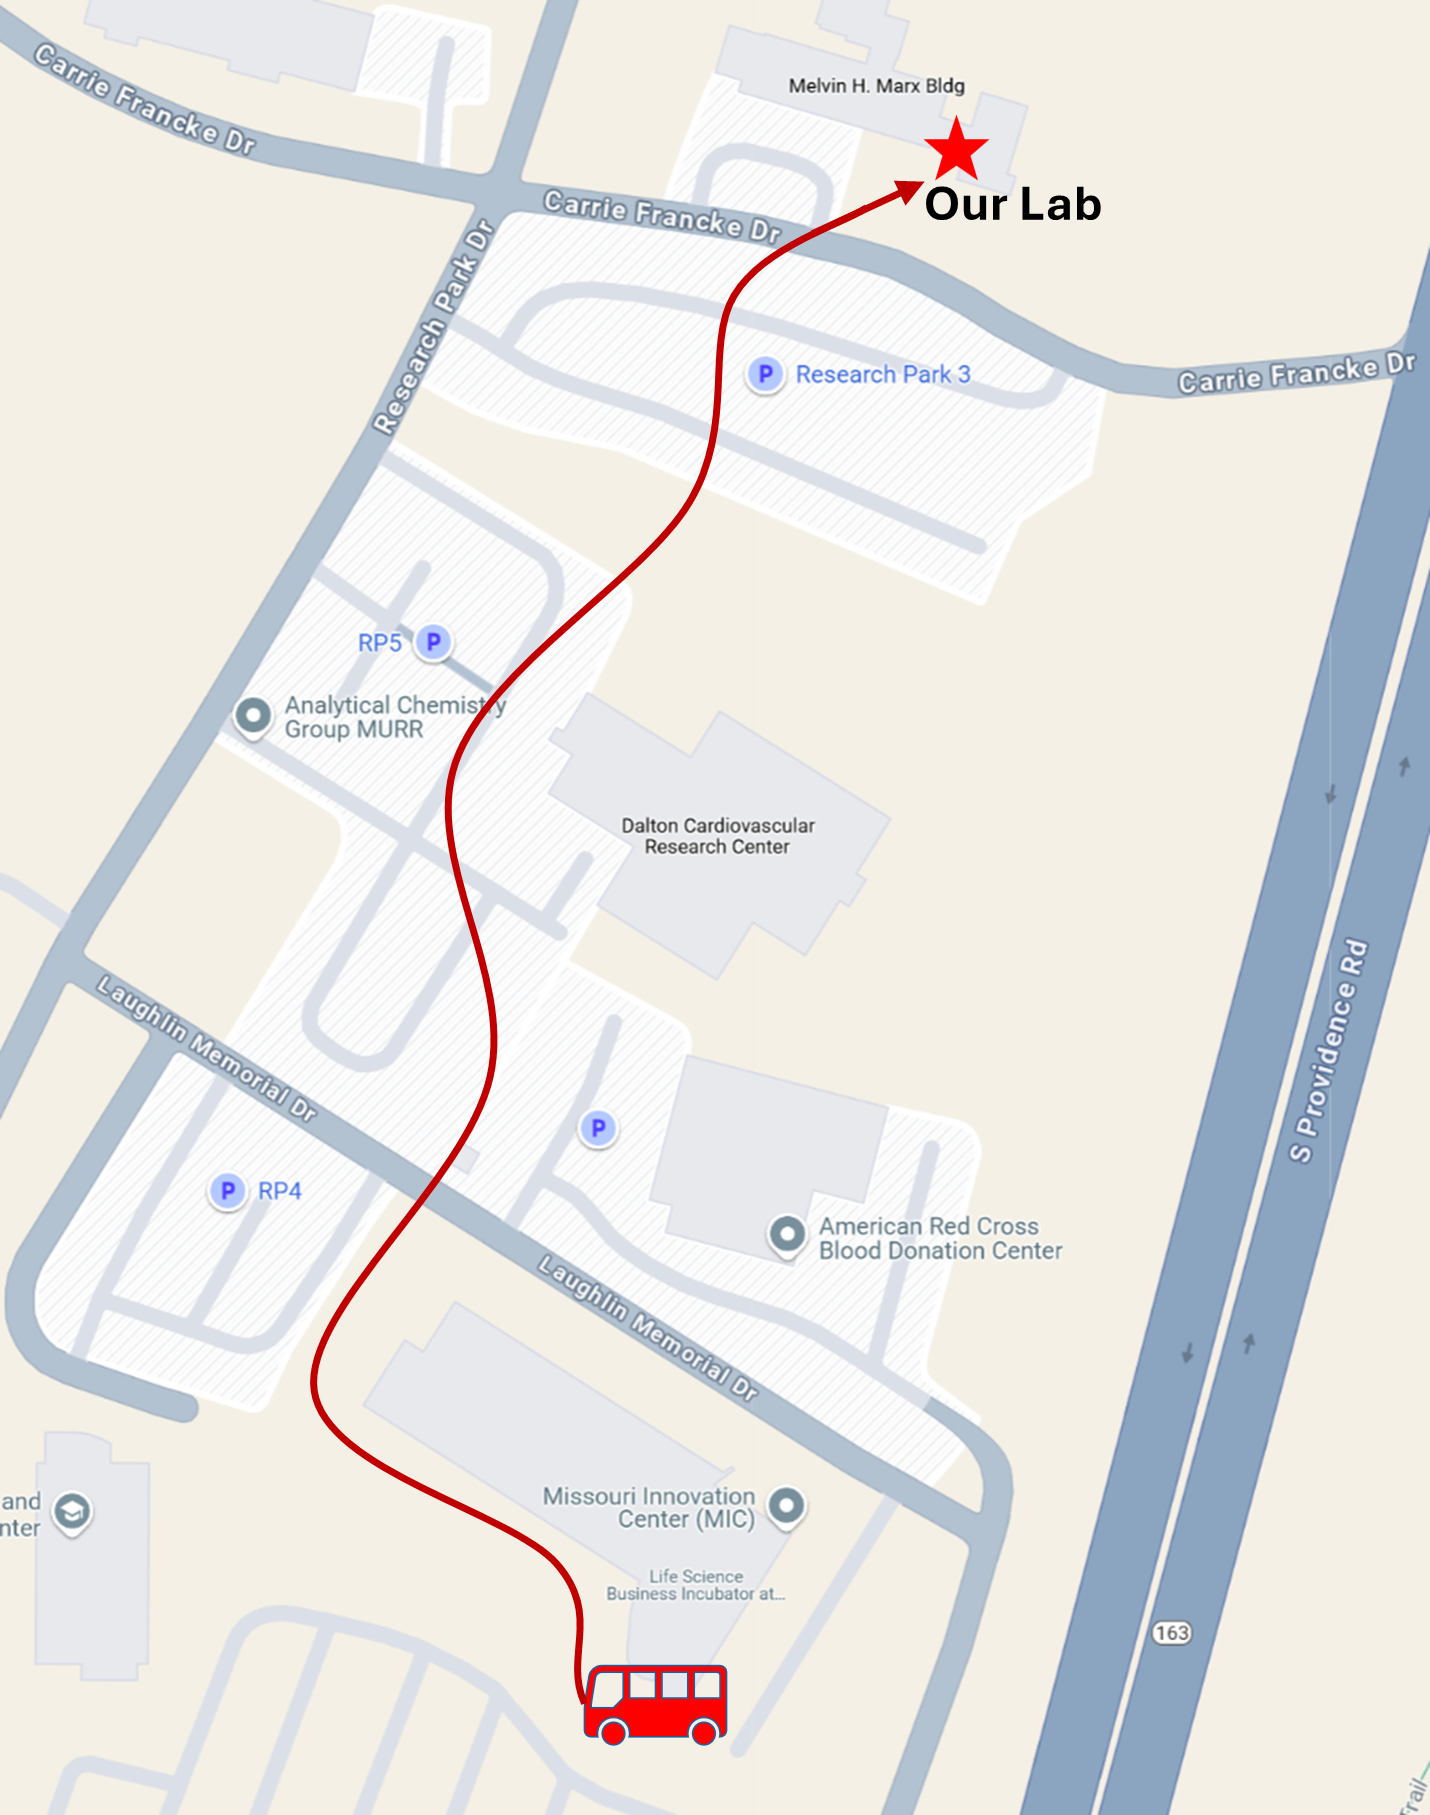 Carrie Francke Dr
Melvin H. Marx Bldg
Our Lab
Carrie Francke Dr
Research Park Dr
P Research Park 3
Carrie Francke Dr
RP5 P
Analytical Chemistry
Group MURR
Dalton Cardiovascular
Research Center
S Providence Rd
Laughlin Memorial Dr
P
P RP4
American Red Cross
Blood Donation Center
Laughlin Memorial Dr
and
nter
Missouri Innovation
Center (MIC)
Life Science
Business Incubator at...
163
Trail